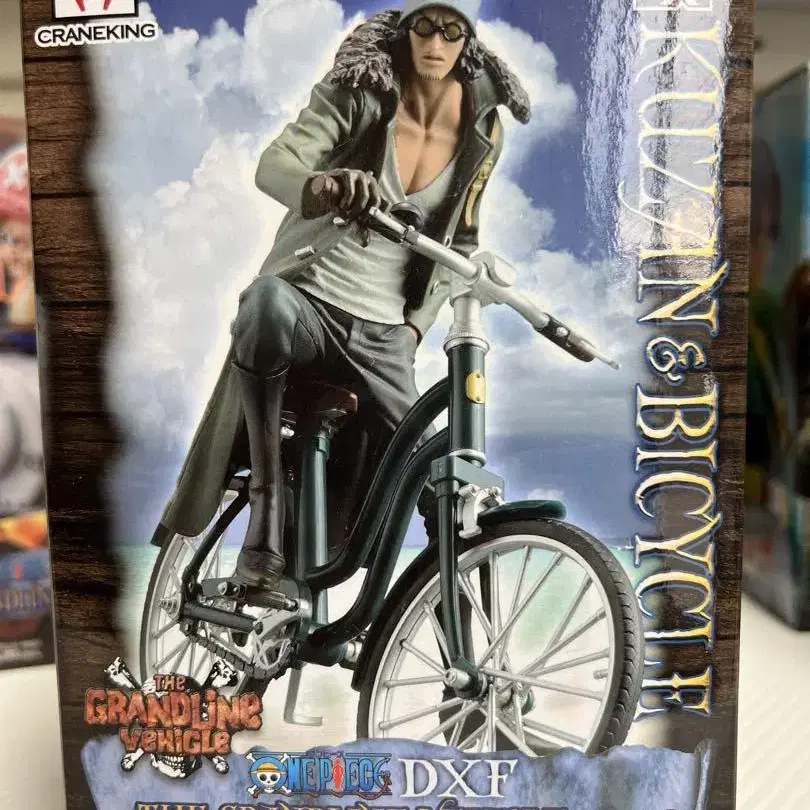 CRANEKING
KUZAN & BICYCLE
THE
GRANDLINE
VEHICLE
ONE PIECE DXF